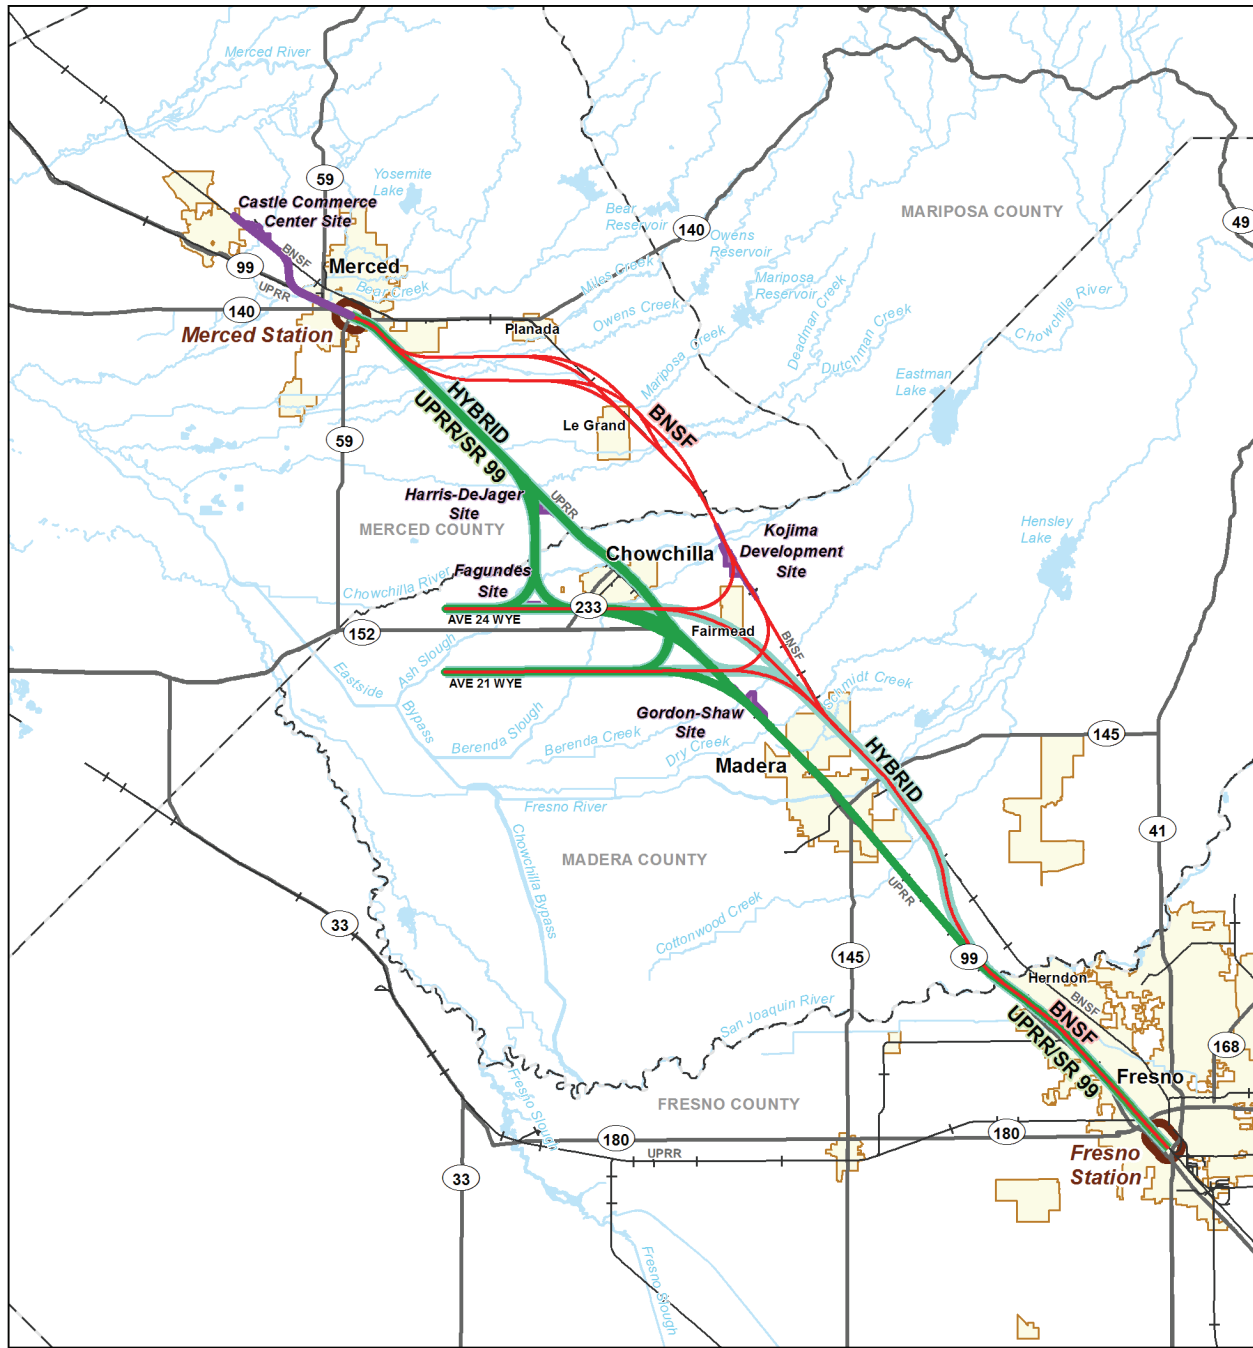 Merced River
59
Yosemite
Lake
Castle Commerce
Center Site
Bear
Reservoir
MARIPOSA COUNTY
140
49
Owens
Reservoir
BNSF
99
Merced
Miles Creek
Mariposa
Reservoir
UPRR
Bear Creek
140
Merced Station
Planada
Owens Creek
Deadman Creek
Dutchman Creek
Chowchilla River
Mariposa Creek
Eastman
Lake
HYBRID
UPRR/SR 99
BNSF
Le Grand
59
Harris-DeJager
Site
UPRR
MERCED COUNTY
Hensley
Lake
Kojima
Development
Site
Chowchilla
Fagundes
Site
Chowchilla River
233
AVE 24 WYE
152
Fairmead
BNSF
Ash Slough
Eastside
Bypass
AVE 21 WYE
Schmidt Creek
Gordon-Shaw
Site
Berenda Slough
Berenda Creek
Dry Creek
145
Madera
HYBRID
Fresno River
41
Chowchilla Bypass
MADERA COUNTY
UPRR
33
Cottonwood Creek
145
99
Herndon
BNSF
San Joaquin River
BNSF
UPRR/SR 99
168
Fresno
Fresno Slough
FRESNO COUNTY
180
180
UPRR
Fresno
Station
33
Fresno Slough